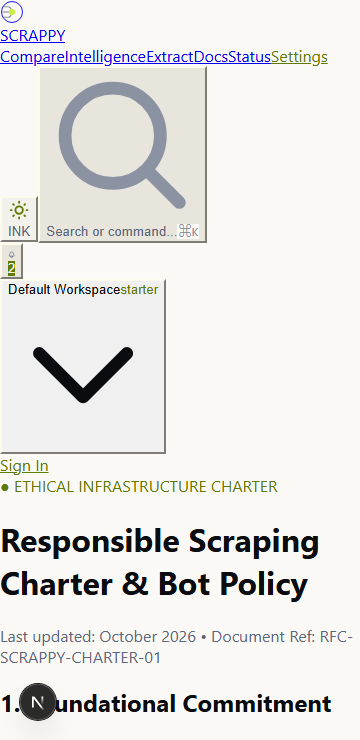 SCRAPPY
CompareIntelligenceExtractDocsStatusSettings
INK
Search or command...⌘K
2
Default Workspacestarter
Sign In
● ETHICAL INFRASTRUCTURE CHARTER
Responsible Scraping
Charter & Bot Policy
Last updated: October 2026 • Document Ref: RFC-
SCRAPPY-CHARTER-01
1. undational Commitment
N